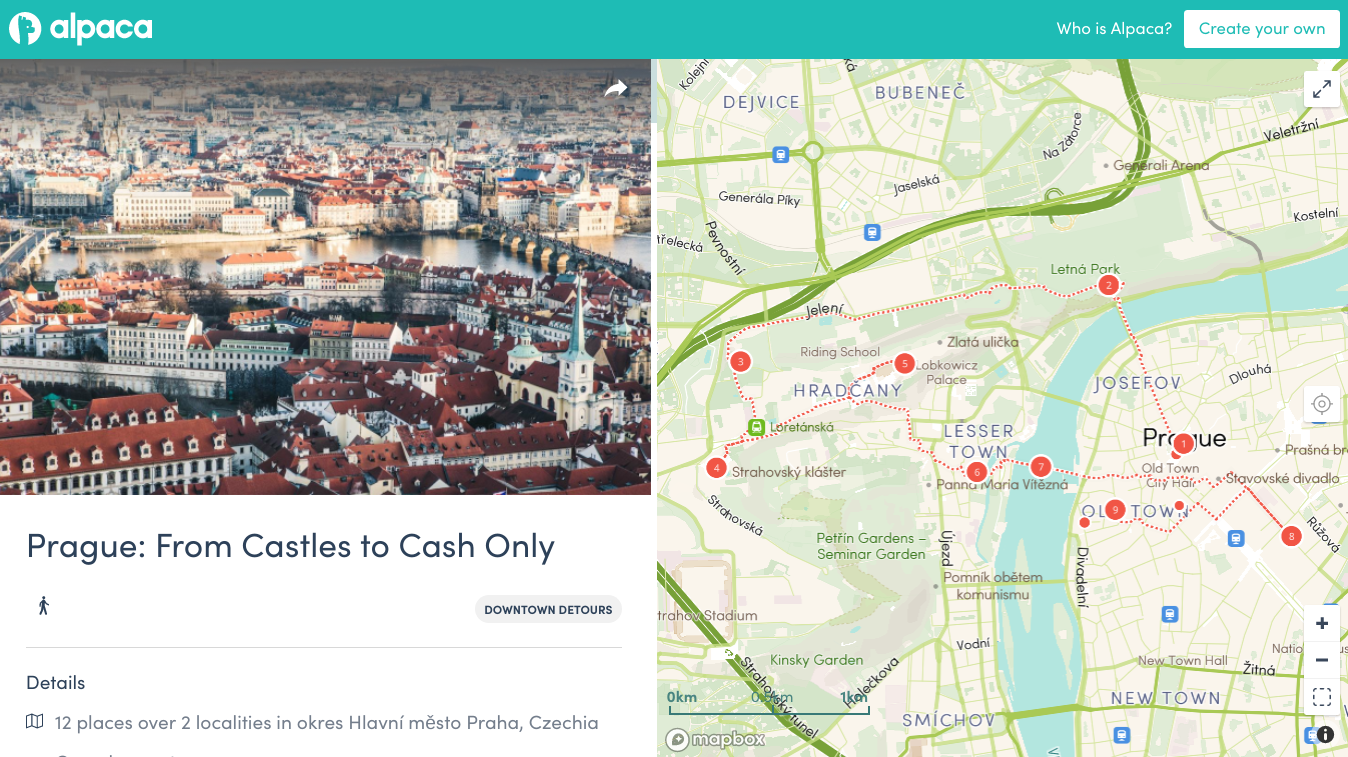 alpaca
Who is Alpaca?
Create your own
Prague: From Castles to Cash Only
DOWNTOWN DETOURS
Details
12 places over 2 localities in okres Hlavní město Praha, Czechia
Kolejní
DEJVICE
BUBENEČ
Veletržní
Na Zátorce
Generali Arena
Jaselská
Generála Píky
Kostelní
Pevnostní
Letná Park
2
Jelení
Zlatá ulička
Riding School
3
5
Lobkowicz
Palace
Dlouhá
HRADČANY
JOSEFOV
Loretánská
LESSER
TOWN
Prague
1
Old Town
City Hall
Prašná br
4
Strahovský klášter
6
7
Panna Maria Vítězná
Stavovské divadlo
Strahovská
OLD TOWN
9
8
Růžová
Petřín Gardens –
Seminar Garden
Újezd
Divadelní
Pomník obětem
komunismu
trahov Stadium
Vodní
Kinsky Garden
New Town Hall
Žitná
Strahovský tunel
Holečkova
0km
0.5km
1km
NEW TOWN
SMÍCHOV
mapbox